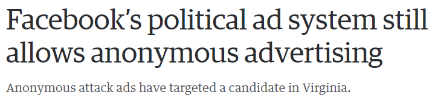 Facebook's political ad system still
allows anonymous advertising
Anonymous attack ads have targeted a candidate in Virginia.